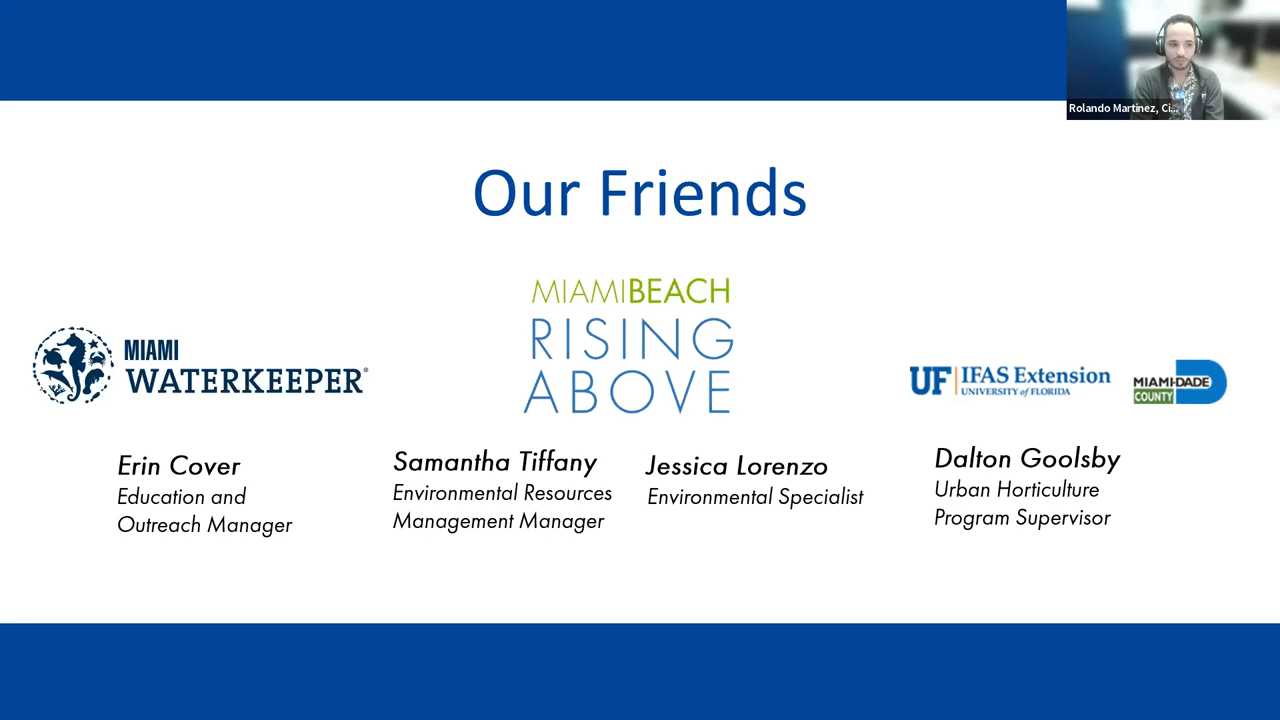 Rolando Martinez, Ci...
Our Friends
MIAMIBEACH
RISING
ABOVE
MIAMI
WATERKEEPER®
UF IFAS Extension
UNIVERSITY of FLORIDA
MIAMI-DADE
COUNTY
Erin Cover
Education and
Outreach Manager
Samantha Tiffany
Environmental Resources
Management Manager
Jessica Lorenzo
Environmental Specialist
Dalton Goolsby
Urban Horticulture
Program Supervisor